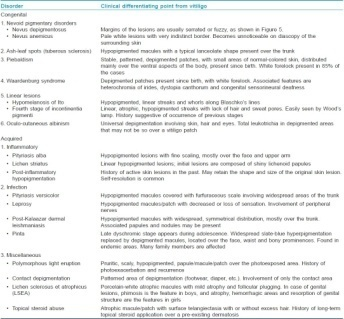 Disorder Clinical differentiating point from vitiligo
Congenital
1. Nevoid pigmentary disorders
• Nevus depigmentosus Margins of the lesions are usually serrated or fuzzy, as shown in Figure 5.
• Nevus anemicus Pale white lesions with very indistinct border. Becomes unnoticeable on diascopy of the
surrounding skin
2. Ash-leaf spots (tuberous sclerosis) Hypopigmented macules with a typical lanceolate shape present over the trunk
3. Piebaldism Stable, patterned, depigmented patches, with small areas of normal-colored skin, distributed
mainly over the ventral aspects of the body, present since birth. White forelock present in 85% of
the cases
4. Waardenburg syndrome Depigmented patches present since birth, with white forelock. Associated features are
heterochromia of irides, dystopia canthorum and congenital sensorineural deafness
5. Linear lesions
• Hypomelanosis of Ito Hypopigmented, linear streaks and whorls along Blaschko's lines
• Fourth stage of incontinentia Linear, atrophic, hypopigmented streaks with lack of hair and sweat pores. Easily seen by Wood's
pigmenti lamp. History suggestive of occurrence of previous stages
6. Oculo-cutaneous albinism Universal depigmentation involving skin, hair and eyes. Total leukotrichia in depigmented areas
that may not be so over a vitiligo patch
Acquired
1. Inflammatory
• Pityriasis alba Hypopigmented lesions with fine scaling, mostly over the face and upper arm
• Lichen striatus Linear hypopigmented lesions, initial lesions are composed of shiny lichenoid papules
• Post-inflammatory History of active skin lesions in the past. May retain the shape and size of the original skin lesion.
hypopigmentation Self-resolution is common
2. Infection
• Pityriasis versicolor Hypopigmented macules covered with furfuraceous scale involving widespread areas of the trunk
• Leprosy Hypopigmented macules/patch with decreased or loss of sensation. Involvement of peripheral
nerves
• Post-Kalaazar dermal Hypopigmented macules with widespread, symmetrical distribution, mostly over the trunk.
leishmaniasis Associated papules and nodules may be present
• Pinta Late dyschromic stage appears during adolescence. Widespread slate-blue hyperpigmentation
replaced by depigmented macules, located over the face, waist and bony prominences. Found in
endemic areas. Many family members are affected
3. Miscellaneous
• Polymorphous light eruption Pruritic, scaly, hypopigmented, papule/macule over the photoexposed area. History of
photoexacerbation and recurrence
• Contact depigmentation Patterned area of depigmentation (footwear, diaper, etc.). Involvement of only the contact area
• Lichen sclerosus et atrophicus Porcelain-white atrophic macules with mild atrophy and follicular plugging. In case of genital
(LSEA) lesions, phimosis is the feature in boys, and atrophy, hemorrhagic areas and resorption of genital
structure are the features in girls
• Topical steroid abuse Atrophic macule/patch with surface telangiectasia with or without excess hair. History of long-term
topical steroid application over a pre-existing dermatosis